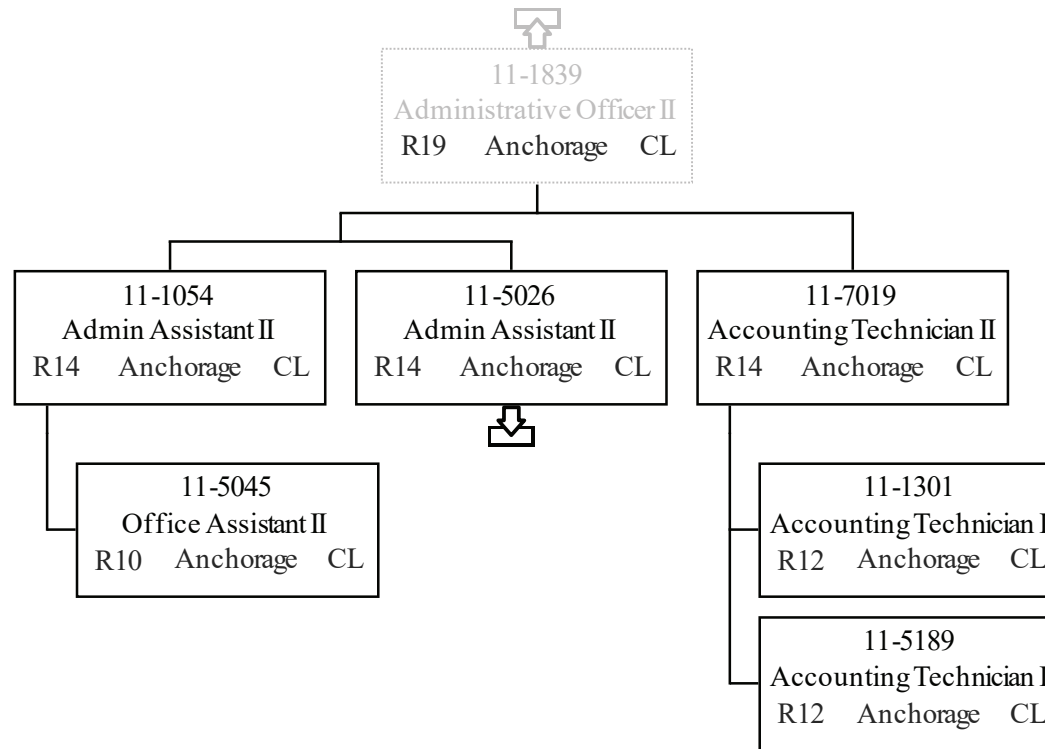 11-1839
Administrative Officer II
R19 Anchorage CL
11-1054
Admin Assistant II
R14 Anchorage CL
11-5026
Admin Assistant II
R14 Anchorage CL
11-7019
Accounting Technician II
R14 Anchorage CL
11-5045
Office Assistant II
R10 Anchorage CL
11-1301
Accounting Technician I
R12 Anchorage CL
11-5189
Accounting Technician I
R12 Anchorage CL